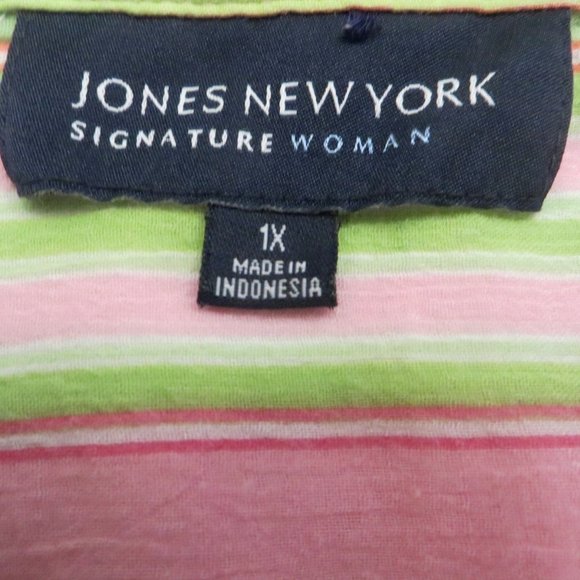 JONES NEW YORK
SIGNATURE WOMAN
1X
MADE IN
INDONESIA